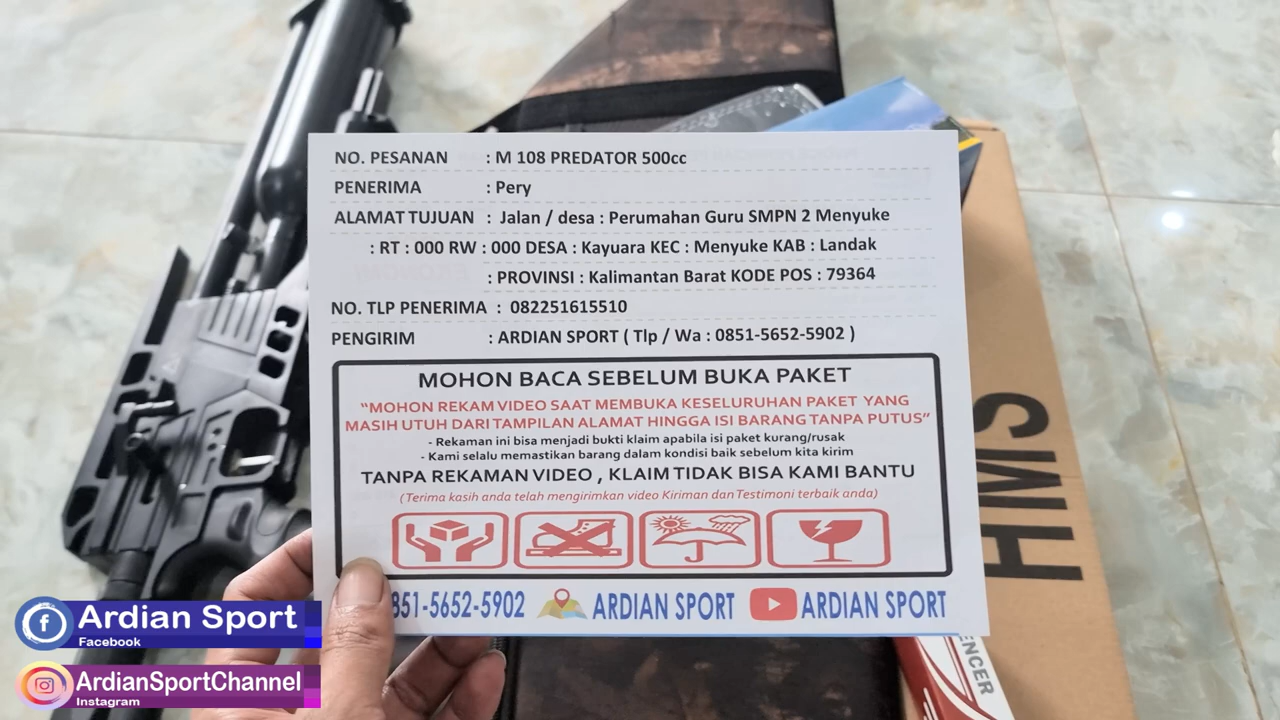 NO. PESANAN : M 108 PREDATOR 500cc
PENERIMA : Pery
ALAMAT TUJUAN : Jalan / desa : Perumahan Guru SMPN 2 Menyuke
: RT : 000 RW : 000 DESA : Kayuara KEC : Menyuke KAB : Landak
: PROVINSI : Kalimantan Barat KODE POS : 79364
NO. TLP PENERIMA : 082251615510
PENGIRIM : ARDIAN SPORT ( Tlp / Wa : 0851-5652-5902 )
MOHON BACA SEBELUM BUKA PAKET
“MOHON REKAM VIDEO SAAT MEMBUKA KESELURUHAN PAKET YANG
MASIH UTUH DARI TAMPILAN ALAMAT HINGGA ISI BARANG TANPA PUTUS”
- Rekaman ini bisa menjadi bukti klaim apabila isi paket kurang/rusak
- Kami selalu memastikan barang dalam kondisi baik sebelum kita kirim
TANPA REKAMAN VIDEO , KLAIM TIDAK BISA KAMI BANTU
(Terima kasih anda telah mengirimkan video Kiriman dan Testimoni terbaik anda)
851-5652-5902 ARDIAN SPORT ARDIAN SPORT
HMS
ENCER
Ardian Sport
Facebook
ArdianSportChannel
Instagram